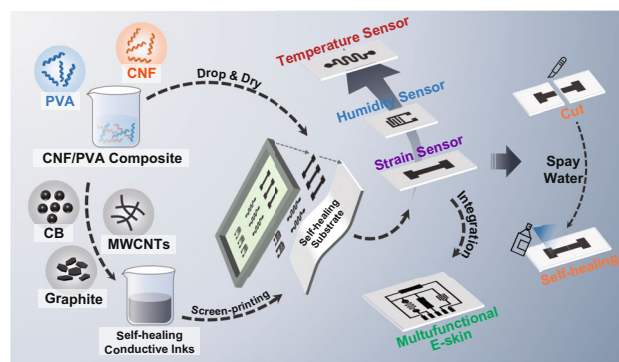 CNF
PVA
CNF/PVA Composite
Drop & Dry
CB
MWCNTs
Graphite
Self-healing
Conductive Inks
Screen-printing
Self-healing
Substrate
Temperature Sensor
Humidity Sensor
Strain Sensor
Integration
Multufunctional
E-skin
Cut
Spay
Water
Self-healing